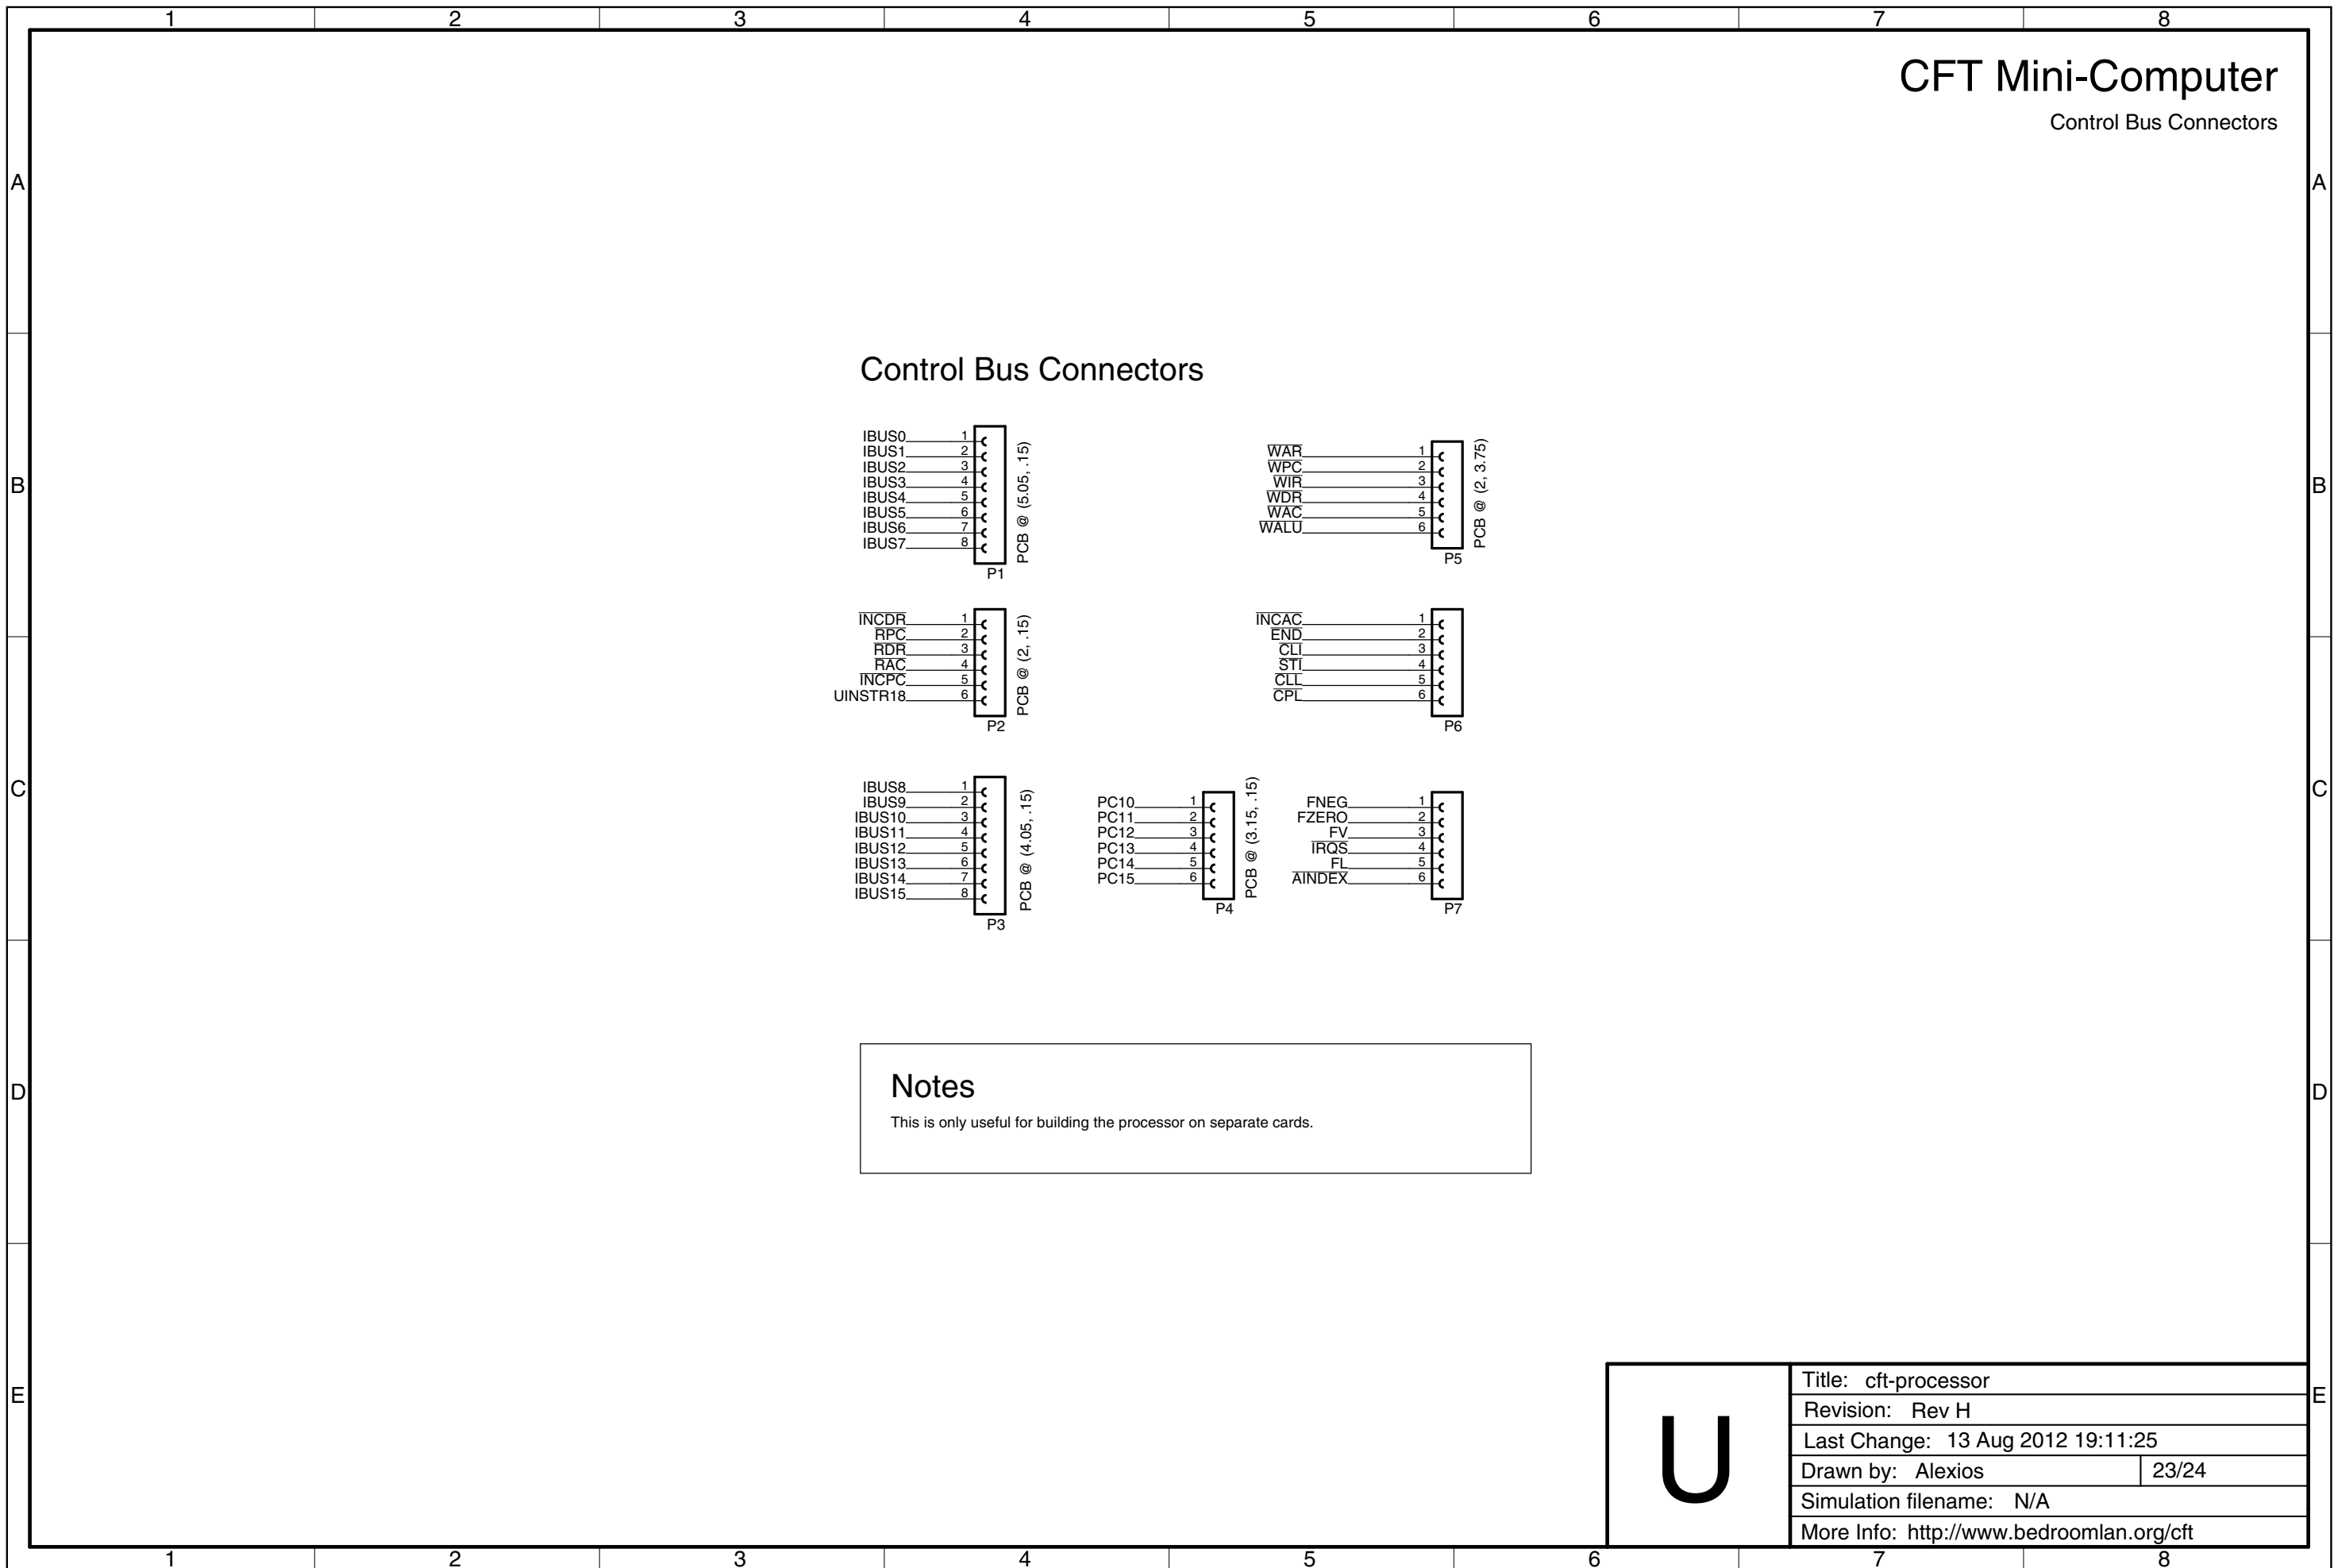 1 2 3 4 5 6 7 8
CFT Mini-Computer
Control Bus Connectors
A A
B B
C C
D D
E E
Control Bus Connectors
IBUS0 1
IBUS1 2
IBUS2 3
IBUS3 4
IBUS4 5
IBUS5 6
IBUS6 7
IBUS7 8
P1
PCB @ (5.05, .15)
WAR 1
WPC 2
WIR 3
WDR 4
WAC 5
WALU 6
P5
PCB @ (2, 3.75)
INCDR 1
RPC 2
RDR 3
RAC 4
INCPC 5
UINSTR18 6
P2
PCB @ (2, .15)
INCAC 1
END 2
CLI 3
STI 4
CLL 5
CPL 6
P6
IBUS8 1
IBUS9 2
IBUS10 3
IBUS11 4
IBUS12 5
IBUS13 6
IBUS14 7
IBUS15 8
P3
PCB @ (4.05, .15)
PC10 1
PC11 2
PC12 3
PC13 4
PC14 5
PC15 6
P4
PCB @ (3.15, .15)
FNEG 1
FZERO 2
FV 3
IRQS 4
FL 5
AINDEX 6
P7
Notes
This is only useful for building the processor on separate cards.
U
Title: cft-processor
Revision: Rev H
Last Change: 13 Aug 2012 19:11:25
Drawn by: Alexios 23/24
Simulation filename: N/A
More Info: http://www.bedroomlan.org/cft
1 2 3 4 5 6 7 8